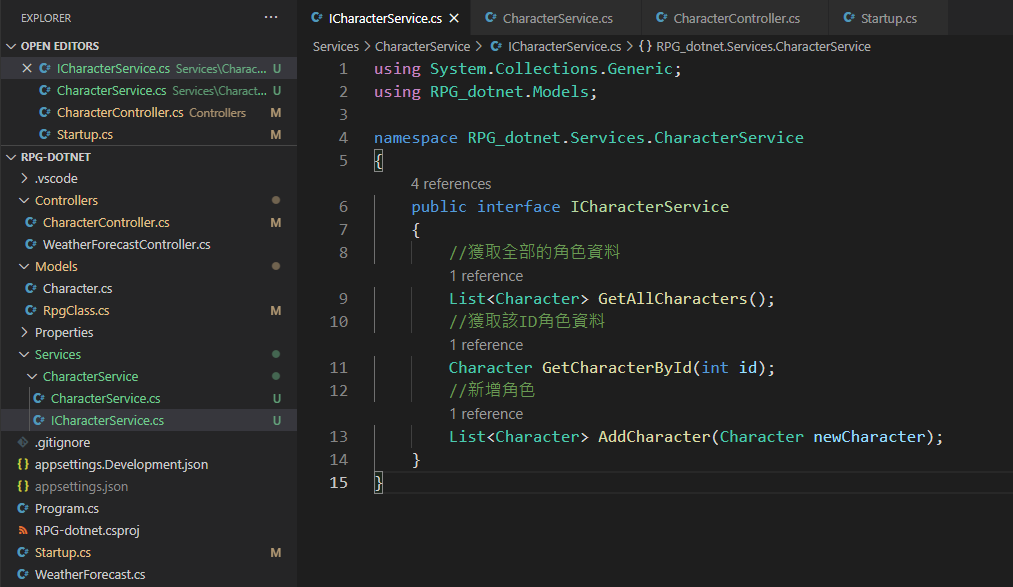 EXPLORER ···
OPEN EDITORS
ICharacterService.cs Services\Charac... U
CharacterService.cs Services\Charact... U
CharacterController.cs Controllers M
Startup.cs M
RPG-DOTNET
.vscode
Controllers
CharacterController.cs M
WeatherForecastController.cs
Models
Character.cs
RpgClass.cs M
Properties
Services
CharacterService
CharacterService.cs U
ICharacterService.cs U
.gitignore
{} appsettings.Development.json
{} appsettings.json
Program.cs
RPG-dotnet.csproj
Startup.cs M
WeatherForecast.cs
ICharacterService.cs CharacterService.cs CharacterController.cs Startup.cs
Services > CharacterService > ICharacterService.cs > {} RPG_dotnet.Services.CharacterService
1 using System.Collections.Generic;
2 using RPG_dotnet.Models;
3
4 namespace RPG_dotnet.Services.CharacterService
5 {
4 references
6 public interface ICharacterService
7 {
8 //獲取全部的角色資料
1 reference
9 List<Character> GetAllCharacters();
10 //獲取該ID角色資料
1 reference
11 Character GetCharacterById(int id);
12 //新增角色
1 reference
13 List<Character> AddCharacter(Character newCharacter);
14 }
15 }